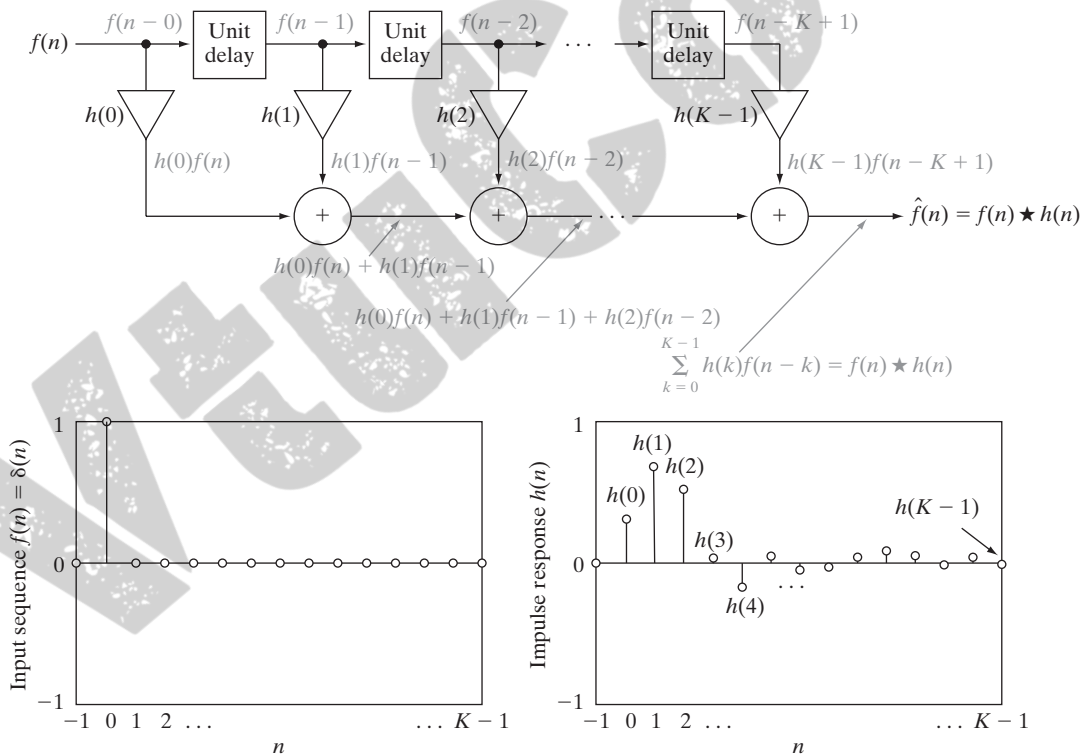 f(n − 0)
f(n − 1)
f(n − 2)
f(n − K + 1)
f(n)
Unit delay
Unit delay
. . .
Unit delay
h(0)
h(1)
h(2)
h(K − 1)
h(0)f(n)
h(1)f(n − 1)
h(2)f(n − 2)
h(K − 1)f(n − K + 1)
+
+
. . .
+
f̂(n) = f(n) ★ h(n)
h(0)f(n) + h(1)f(n − 1)
h(0)f(n) + h(1)f(n − 1) + h(2)f(n − 2)
K − 1
∑ h(k)f(n − k) = f(n) ★ h(n)
k = 0
Input sequence f(n) = δ(n)
1
0
−1
−1 0 1 2 . . . . . . K − 1
n
Impulse response h(n)
1
0
−1
h(0)
h(1)
h(2)
h(3)
h(4)
. . .
h(K − 1)
−1 0 1 2 . . . . . . K − 1
n